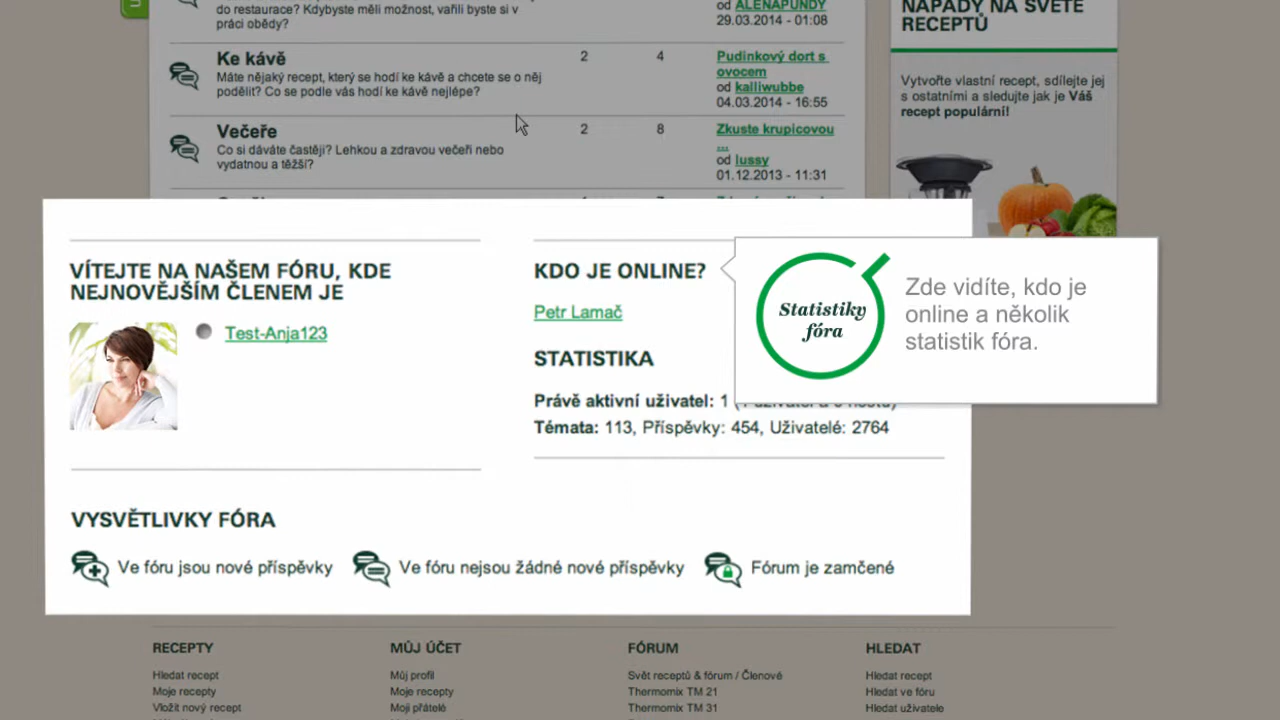 do restaurace? Kdybyste měli možnost, vařili byste si v
práci obědy?
od ALENAPUNDY
29.03.2014 - 01:08
NÁPADY NA SVĚTĚ
RECEPTŮ
Ke kávě
Máte nějaký recept, který se hodí ke kávě a chcete se o něj
podělit? Co se podle vás hodí ke kávě nejlépe?
2
4
Pudinkový dort s
ovocem
od kalliwubbe
04.03.2014 - 16:55
Vytvořte vlastní recept, sdílejte jej
s ostatními a sledujte jak je Váš
recept populární!
Večeře
Co si dáváte častěji? Lehkou a zdravou večeři nebo
vydatnou a těžší?
2
8
Zkuste krupicovou
...
od lussy
01.12.2013 - 11:31
VÍTEJTE NA NAŠEM FÓRU, KDE
NEJNOVĚJŠÍM ČLENEM JE
Test-Anja123
KDO JE ONLINE?
Petr Lamač
STATISTIKA
Právě aktivní uživatel: 1
Témata: 113, Příspěvky: 454, Uživatelé: 2764
Statistiky
fóra
Zde vidíte, kdo je
online a několik
statistik fóra.
VYSVĚTLIVKY FÓRA
Ve fóru jsou nové příspěvky
Ve fóru nejsou žádné nové příspěvky
Fórum je zamčené
RECEPTY
Hledat recept
Moje recepty
Vložit nový recept
MŮJ ÚČET
Můj profil
Moje recepty
Moji přátelé
FÓRUM
Svět receptů & fórum / Členové
Thermomix TM 21
Thermomix TM 31
HLEDAT
Hledat recept
Hledat ve fóru
Hledat uživatele